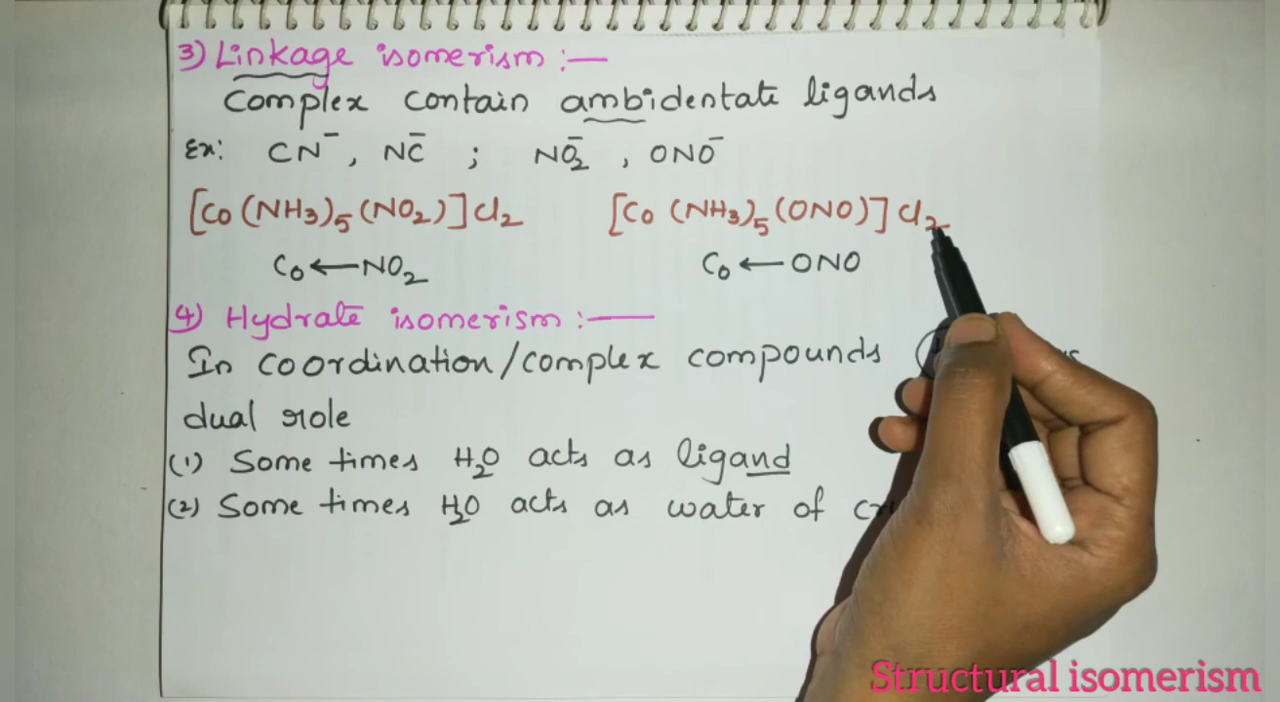 3) Linkage isomerism :—
Complex contain ambidentate ligands
Ex: CN⁻, NC⁻ ; NO₂⁻, ONO⁻
[Co(NH₃)₅(NO₂)]Cl₂ [Co(NH₃)₅(ONO)]Cl₂
Co←NO₂ Co←ONO
4) Hydrate isomerism :—
In coordination/complex compounds
dual role
(1) Some times H₂O acts as ligand
(2) Some times H₂O acts as water of
Structural isomerism